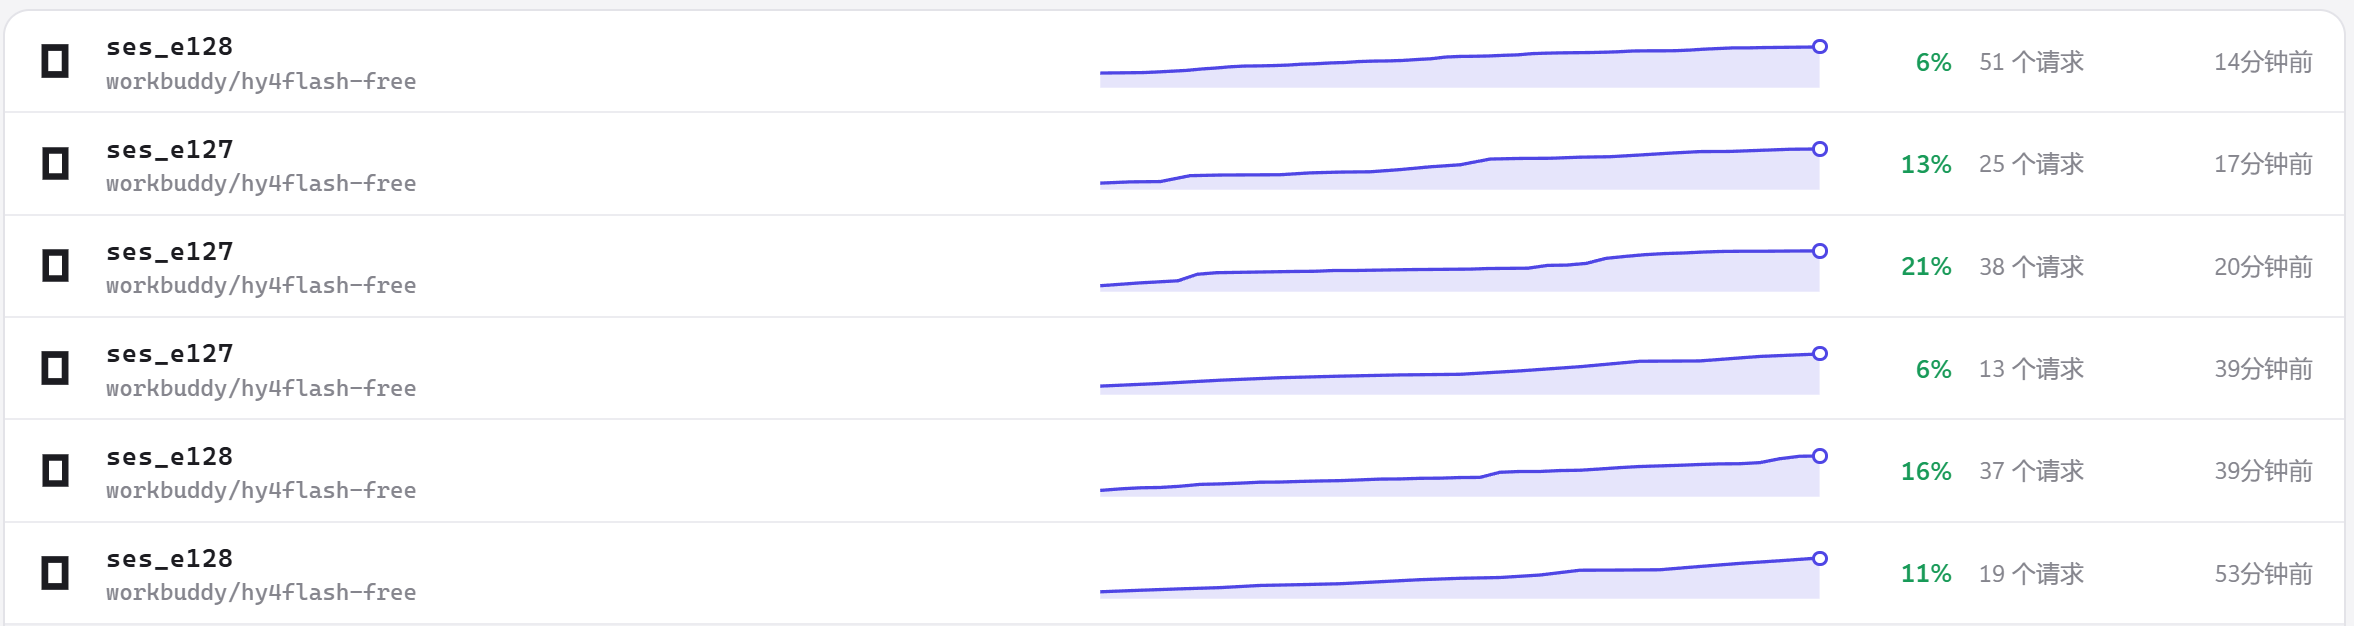 ses_e128
workbuddy/hy4flash-free
6% 51 个请求 14分钟前
ses_e127
workbuddy/hy4flash-free
13% 25 个请求 17分钟前
ses_e127
workbuddy/hy4flash-free
21% 38 个请求 20分钟前
ses_e127
workbuddy/hy4flash-free
6% 13 个请求 39分钟前
ses_e128
workbuddy/hy4flash-free
16% 37 个请求 39分钟前
ses_e128
workbuddy/hy4flash-free
11% 19 个请求 53分钟前